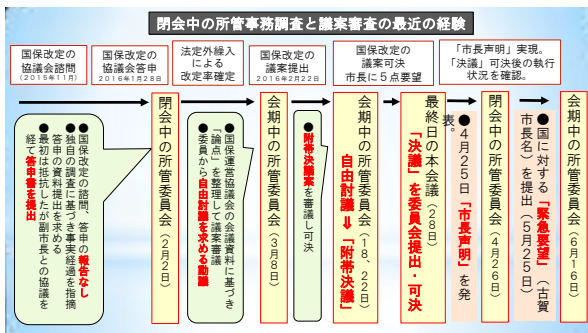 閉会中の所管事務調査と議案審査の最近の経験
国保改定の
協議会諮問
(2015年11月)
国保改定の
協議会答申
2016年1月28日
法定外繰入
による
改定率確定
国保改定の
議案提出
2016年2月22日
国保改定の
議案可決
市長に5点要望
「市長声明」実現。
「決議」可決後の執行
状況を確認。
●国保改定の諮問、答申の報告なし
●独自の調査に基づき事実経過を指摘
答申の資料提出を求める
●最初は抵抗したが副市長との協議を
経て答申書を提出
閉会中の所管委員会
(2月2日)
●国保運営協議会の会議資料に基づき
「論点」を整理して議案審査
●委員から自由討議を求める動議
会期中の所管委員会
(3月8日)
●附帯決議案を審議し可決
会期中の所管委員会
(18、22日)
自由討議⇒「附帯決議」
最終日の本会議
(28日)
「決議」を委員会提出・可決
●4月25日「市長声明」を発
表。
閉会中の所管委員会
(4月26日)
●国に対する「緊急要望」(古賀
市長名)を提出(5月25日)
会期中の所管委員会
(6月16日)